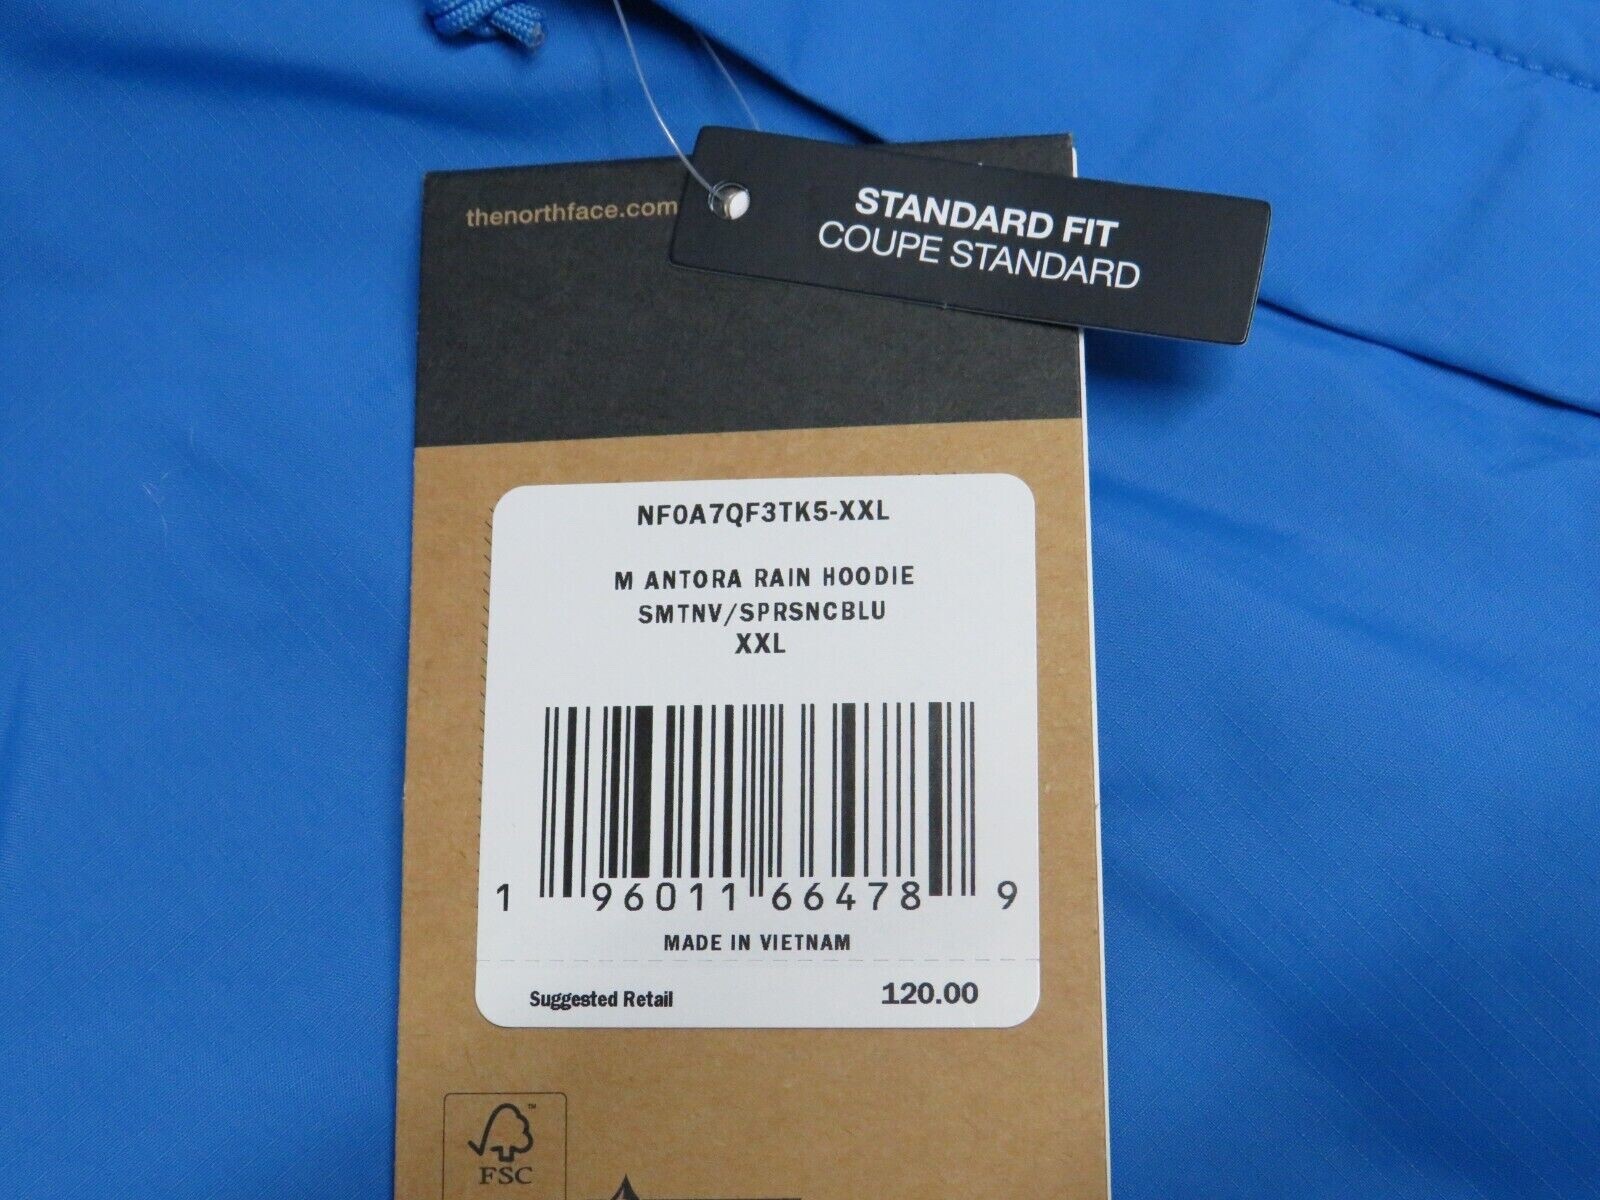 thenorthface.com
STANDARD FIT
COUPE STANDARD
NF0A7QF3TK5-XXL
M ANTORA RAIN HOODIE
SMTNV/SPRSNCBLU
XXL
1 96011 66478 9
MADE IN VIETNAM
Suggested Retail 120.00
FSC